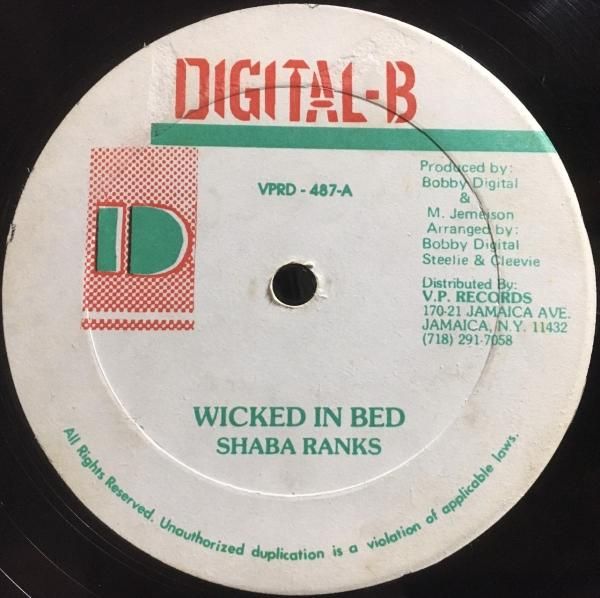 DIGITAL-B
VPRD - 487-A
Produced by:
Bobby Digital
&
M. Jemeison
Arranged by:
Bobby Digital
Steelie & Cleevie
Distributed By:
V.P. RECORDS
170-21 JAMAICA AVE.
JAMAICA, N.Y. 11432
(718) 291-7058
D
WICKED IN BED
SHABA RANKS
All Rights Reserved. Unauthorized duplication is a violation of applicable laws.